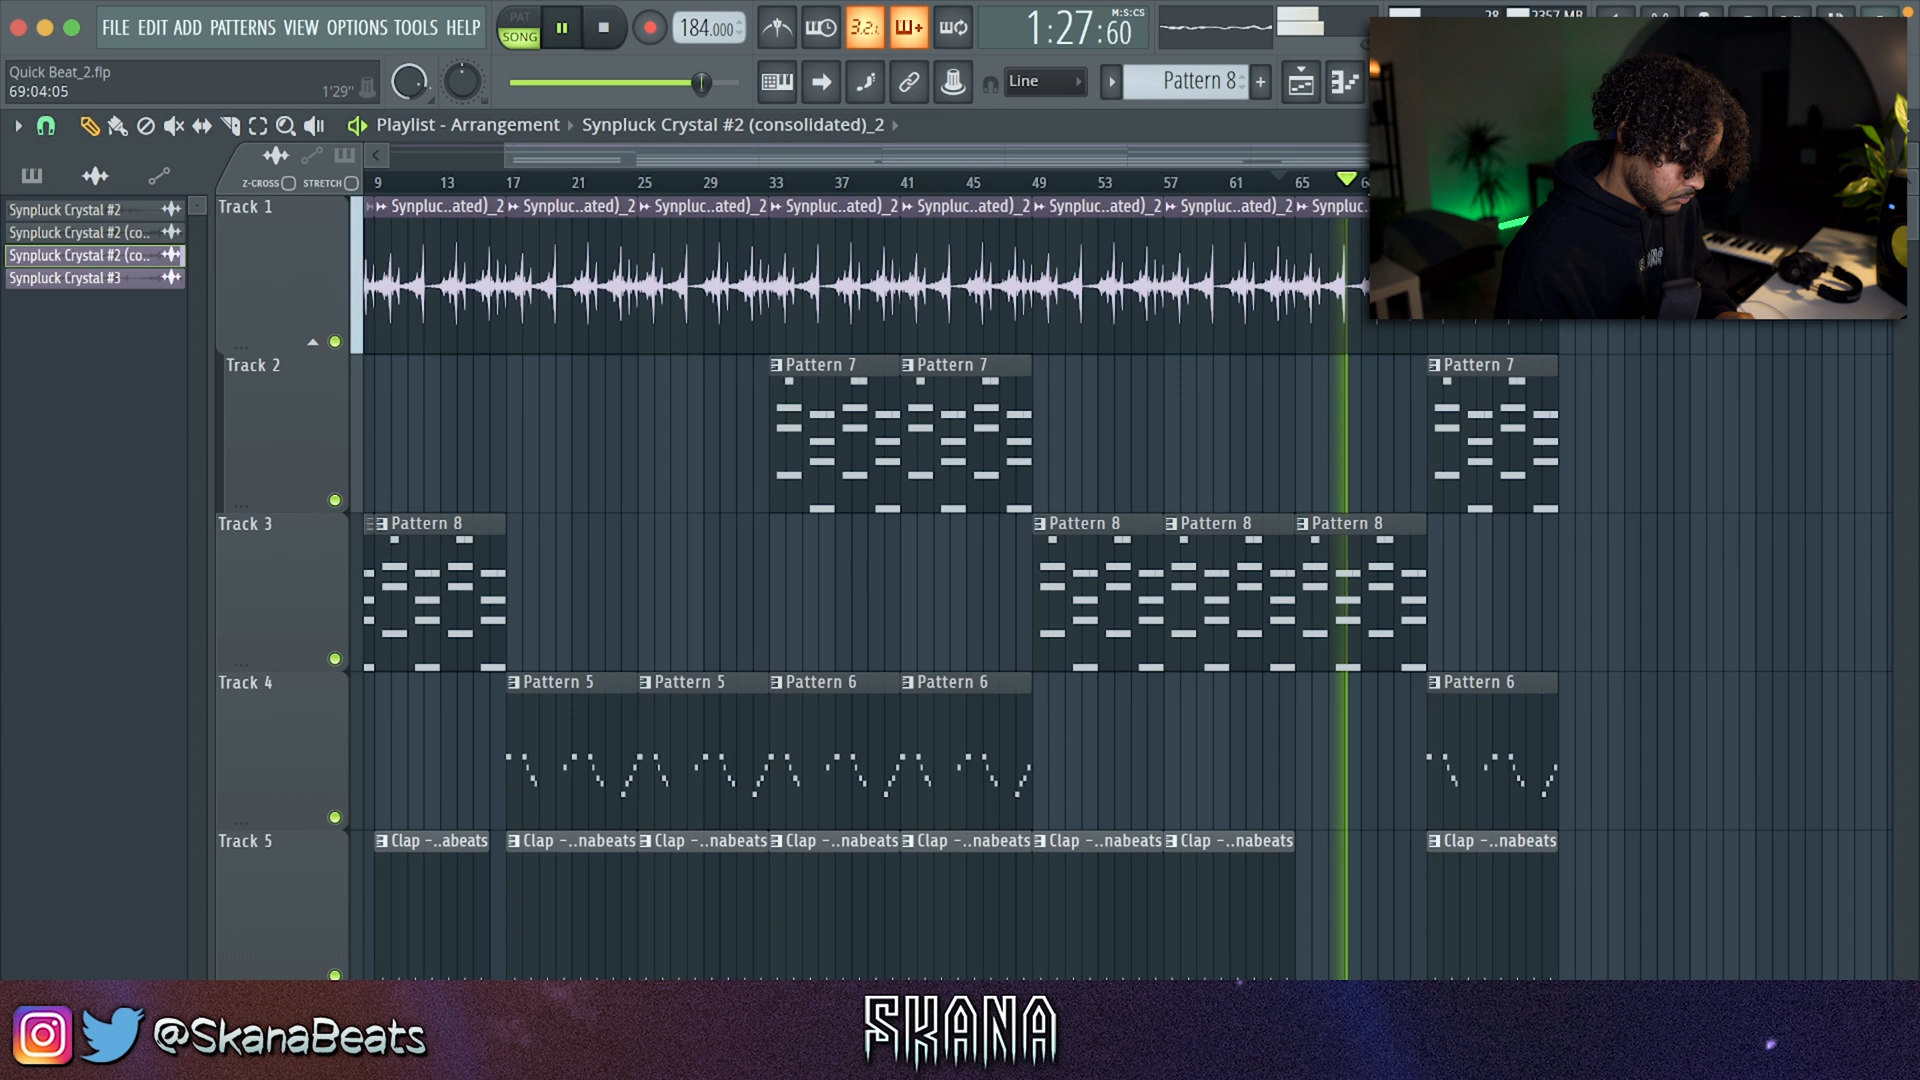 FILE EDIT ADD PATTERNS VIEW OPTIONS TOOLS HELP
PAT
SONG
184.000
3.2.
1:27:60
M:S:CS
28
2357 MB
Quick Beat_2.flp
69:04:05
1'29"
Line
Pattern 8
Playlist - Arrangement
Synpluck Crystal #2 (consolidated)_2
Z-CROSS
STRETCH
9 13 17 21 25 29 33 37 41 45 49 53 57 61 65
Synpluck Crystal #2
Synpluck Crystal #2 (co..
Synpluck Crystal #2 (co..
Synpluck Crystal #3
Track 1
Synpluc..ated)_2 Synpluc..ated)_2 Synpluc..ated)_2 Synpluc..ated)_2 Synpluc..ated)_2 Synpluc..ated)_2 Synpluc..ated)_2 Synpluc.
Track 2
Pattern 7 Pattern 7 Pattern 7
Track 3
Pattern 8 Pattern 8 Pattern 8 Pattern 8
Track 4
Pattern 5 Pattern 5 Pattern 6 Pattern 6 Pattern 6
Track 5
Clap -..abeats Clap -..nabeats Clap -..nabeats Clap -..nabeats Clap -..nabeats Clap -..nabeats Clap -..nabeats Clap -..nabeats
@SkanaBeats
SKANA